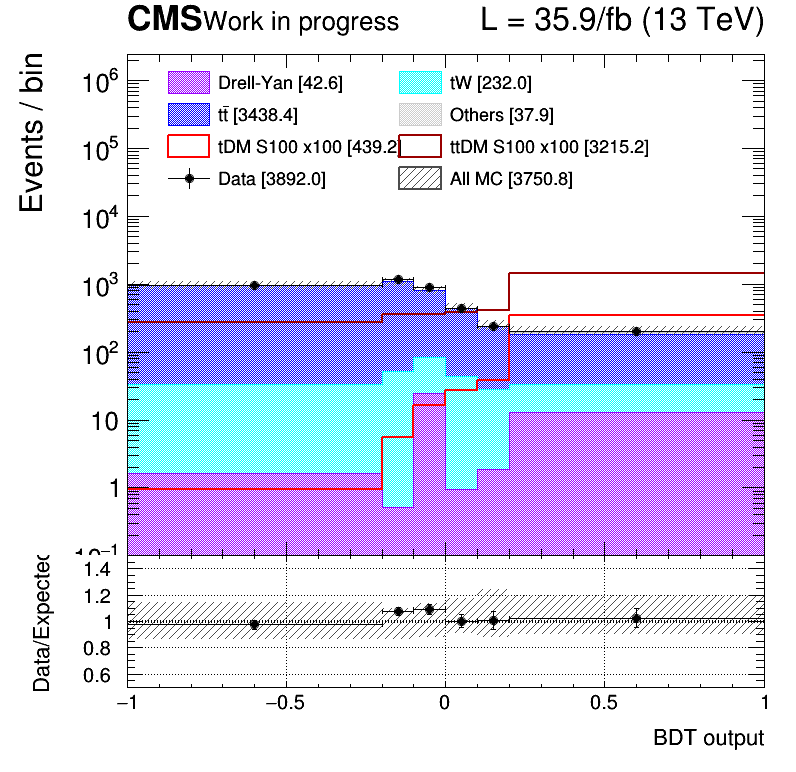 CMS Work in progress L = 35.9/fb (13 TeV)
Events / bin
Drell-Yan [42.6] tW [232.0]
tt̄ [3438.4] Others [37.9]
tDM S100 x100 [439.2] ttDM S100 x100 [3215.2]
Data [3892.0] All MC [3750.8]
10⁶
10⁵
10⁴
10³
10²
10
1
10⁻¹
Data/Expected
1.4
1.2
1
0.8
0.6
−1 −0.5 0 0.5 1
BDT output